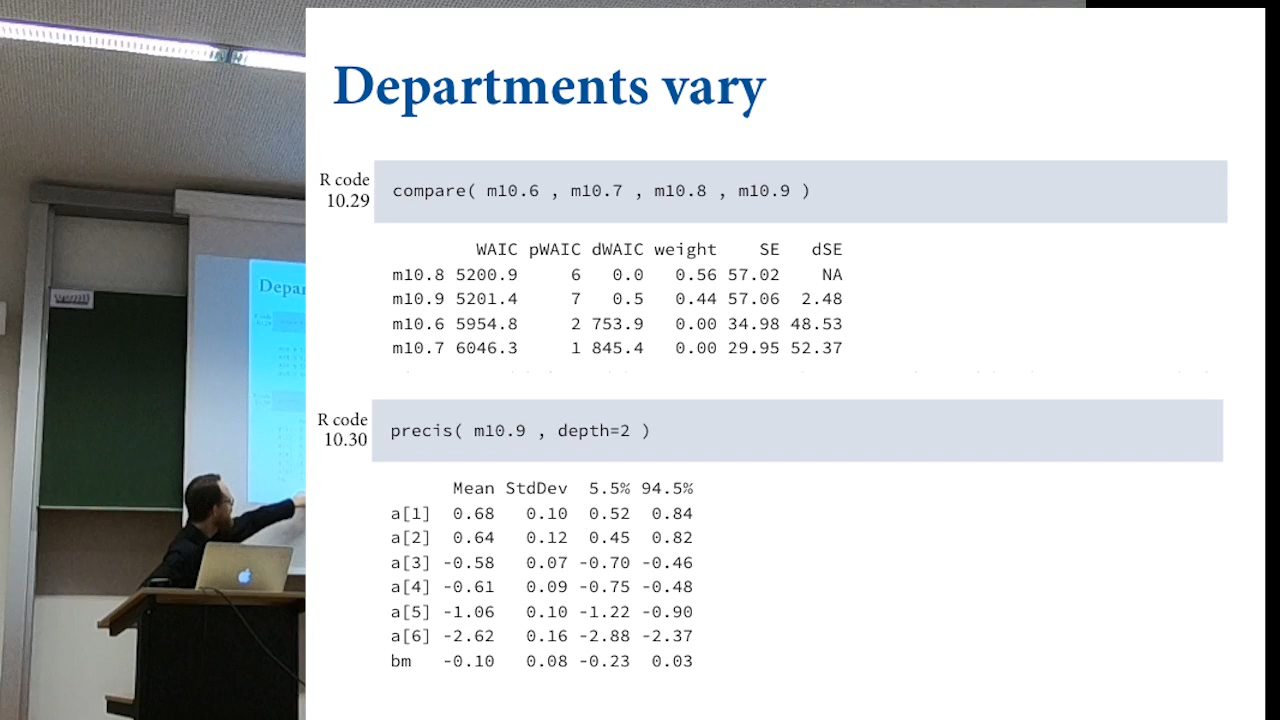 Departments vary
R code
10.29
compare( m10.6 , m10.7 , m10.8 , m10.9 )
WAIC pWAIC dWAIC weight SE dSE
m10.8 5200.9 6 0.0 0.56 57.02 NA
m10.9 5201.4 7 0.5 0.44 57.06 2.48
m10.6 5954.8 2 753.9 0.00 34.98 48.53
m10.7 6046.3 1 845.4 0.00 29.95 52.37
R code
10.30
precis( m10.9 , depth=2 )
Mean StdDev 5.5% 94.5%
a[1] 0.68 0.10 0.52 0.84
a[2] 0.64 0.12 0.45 0.82
a[3] -0.58 0.07 -0.70 -0.46
a[4] -0.61 0.09 -0.75 -0.48
a[5] -1.06 0.10 -1.22 -0.90
a[6] -2.62 0.16 -2.88 -2.37
bm -0.10 0.08 -0.23 0.03
Depar